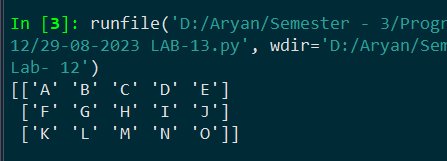 In [3]: runfile('D:/Aryan/Semester - 3/Progr
12/29-08-2023 LAB-13.py', wdir='D:/Aryan/Sem
Lab- 12')
[['A' 'B' 'C' 'D' 'E']
 ['F' 'G' 'H' 'I' 'J']
 ['K' 'L' 'M' 'N' 'O']]